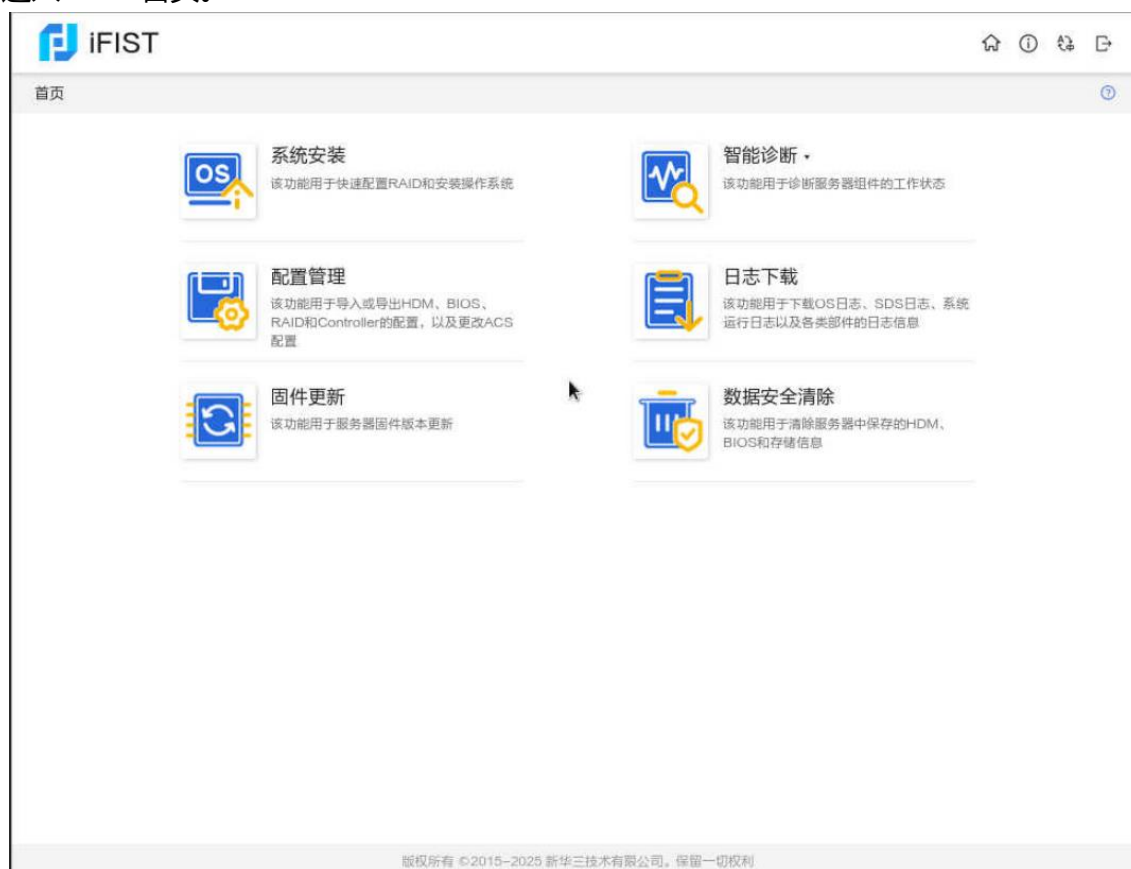 iFIST
首页
系统安装
该功能用于快速配置RAID和安装操作系统
OS
智能诊断
该功能用于诊断服务器组件的工作状态
配置管理
该功能用于导入或导出HDM、BIOS、
RAID和Controller的配置，以及更改ACS
配置
日志下载
该功能用于下载OS日志、SDS日志、系统
运行日志以及各类部件的日志信息
固件更新
该功能用于服务器固件版本更新
数据安全清除
该功能用于清除服务器中保存的HDM、
BIOS和存储信息
版权所有 ©2015-2025 新华三技术有限公司。保留一切权利